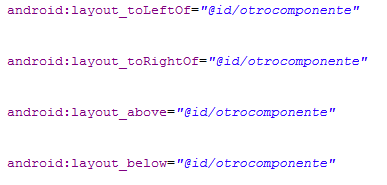 android:layout_toLeftOf="@id/otrocomponente"
android:layout_toRightOf="@id/otrocomponente"
android:layout_above="@id/otrocomponente"
android:layout_below="@id/otrocomponente"